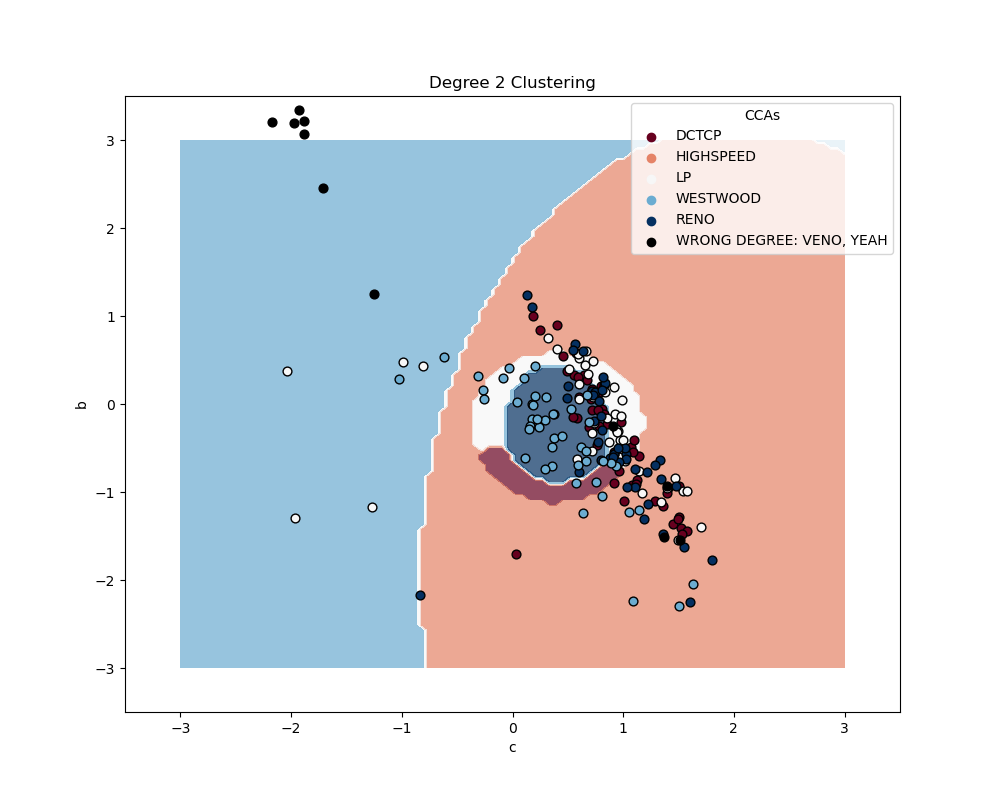 Degree 2 Clustering
CCAs
DCTCP
HIGHSPEED
LP
WESTWOOD
RENO
WRONG DEGREE: VENO, YEAH
3
2
1
0
−1
−2
−3
b
−3
−2
−1
0
1
2
3
c